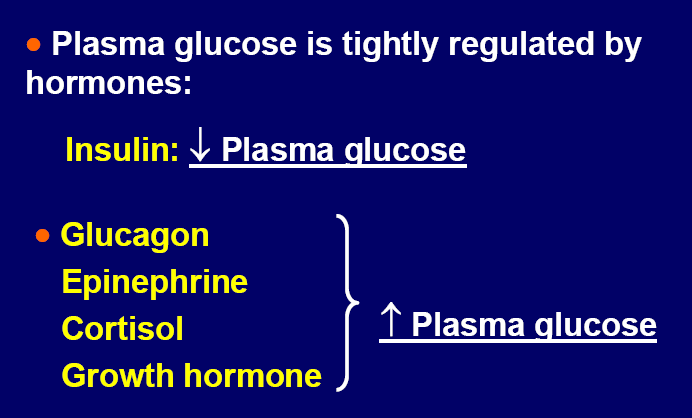 • Plasma glucose is tightly regulated by
hormones:
Insulin: ↓ Plasma glucose
• Glucagon
Epinephrine
Cortisol
Growth hormone
↑ Plasma glucose